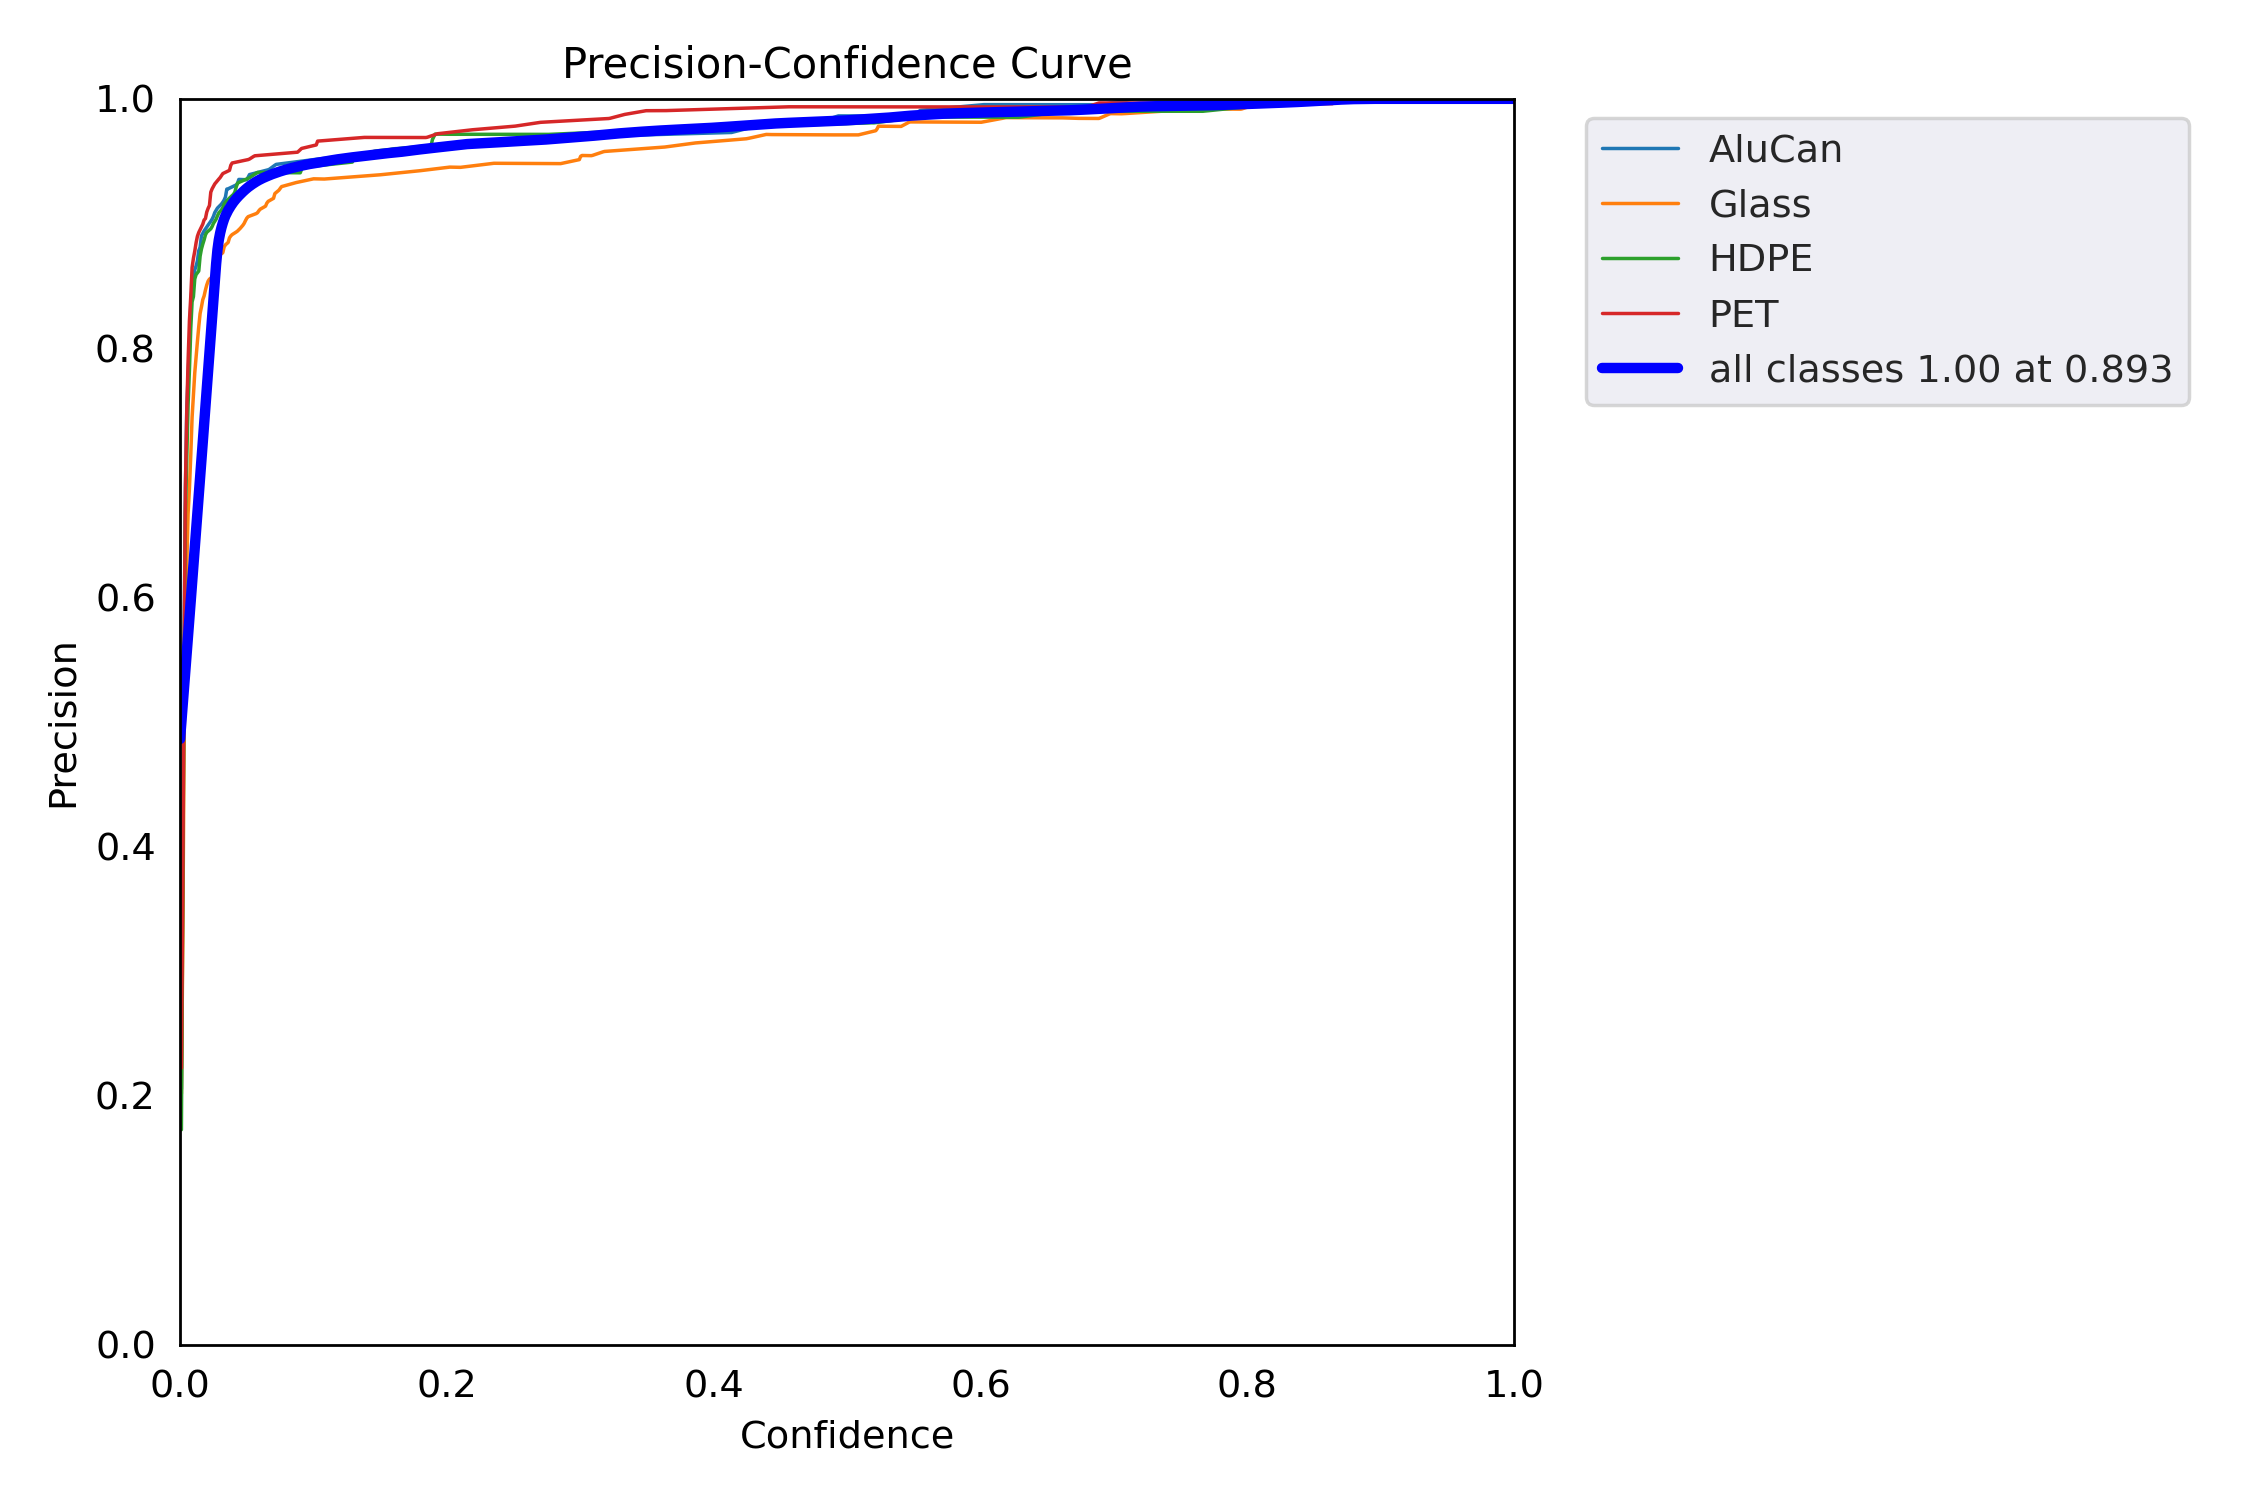 Precision-Confidence Curve
1.0
0.8
0.6
0.4
0.2
0.0
Precision
0.0 0.2 0.4 0.6 0.8 1.0
Confidence
AluCan
Glass
HDPE
PET
all classes 1.00 at 0.893